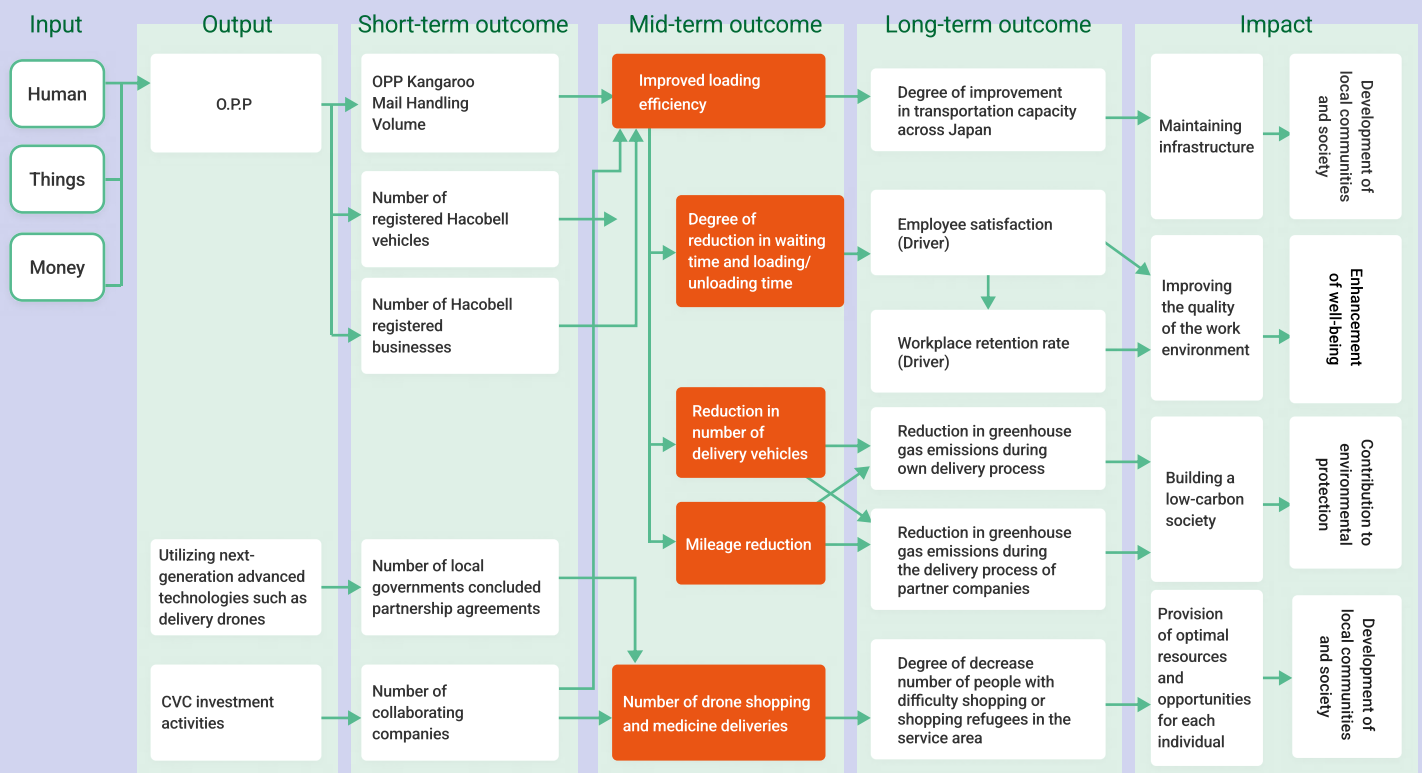 Input
Output
Short-term outcome
Mid-term outcome
Long-term outcome
Impact
Human
Things
Money
O.P.P
Utilizing next-
generation advanced
technologies such as
delivery drones
CVC investment
activities
OPP Kangaroo
Mail Handling
Volume
Number of
registered Hacobell
vehicles
Number of Hacobell
registered
businesses
Number of local
governments concluded
partnership agreements
Number of
collaborating
companies
Improved loading
efficiency
Degree of
reduction in waiting
time and loading/
unloading time
Reduction in
number of
delivery vehicles
Mileage reduction
Number of drone shopping
and medicine deliveries
Degree of improvement
in transportation capacity
across Japan
Employee satisfaction
(Driver)
Workplace retention rate
(Driver)
Reduction in greenhouse
gas emissions during
own delivery process
Reduction in greenhouse
gas emissions during
the delivery process of
partner companies
Degree of decrease
number of people with
difficulty shopping or
shopping refugees in the
service area
Maintaining
infrastructure
Improving
the quality
of the work
environment
Building a
low-carbon
society
Provision
of optimal
resources
and
opportunities
for each
individual
Development of
local communities
and society
Enhancement
of well-being
Contribution to
environmental
protection
Development of
local communities
and society